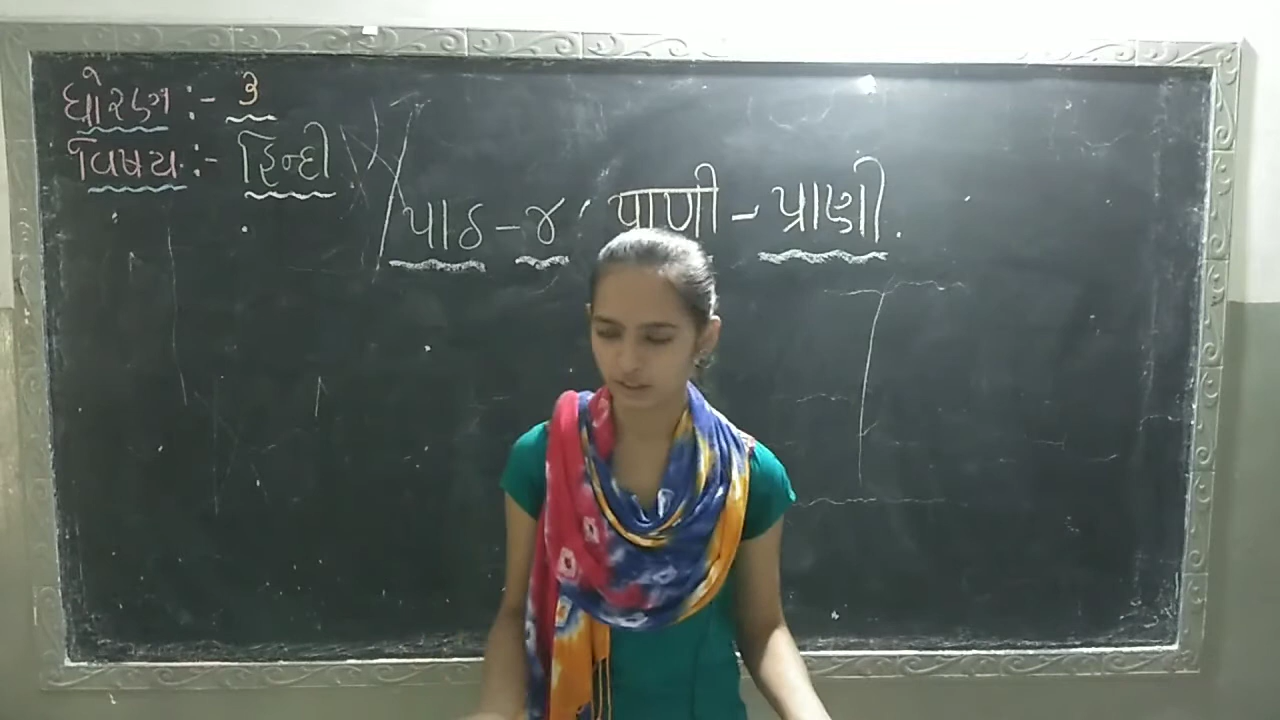 ધોરણ :- ૩
વિષય :- હિન્દી
પાઠ - ૪ प्राणी - પ્રાણી.